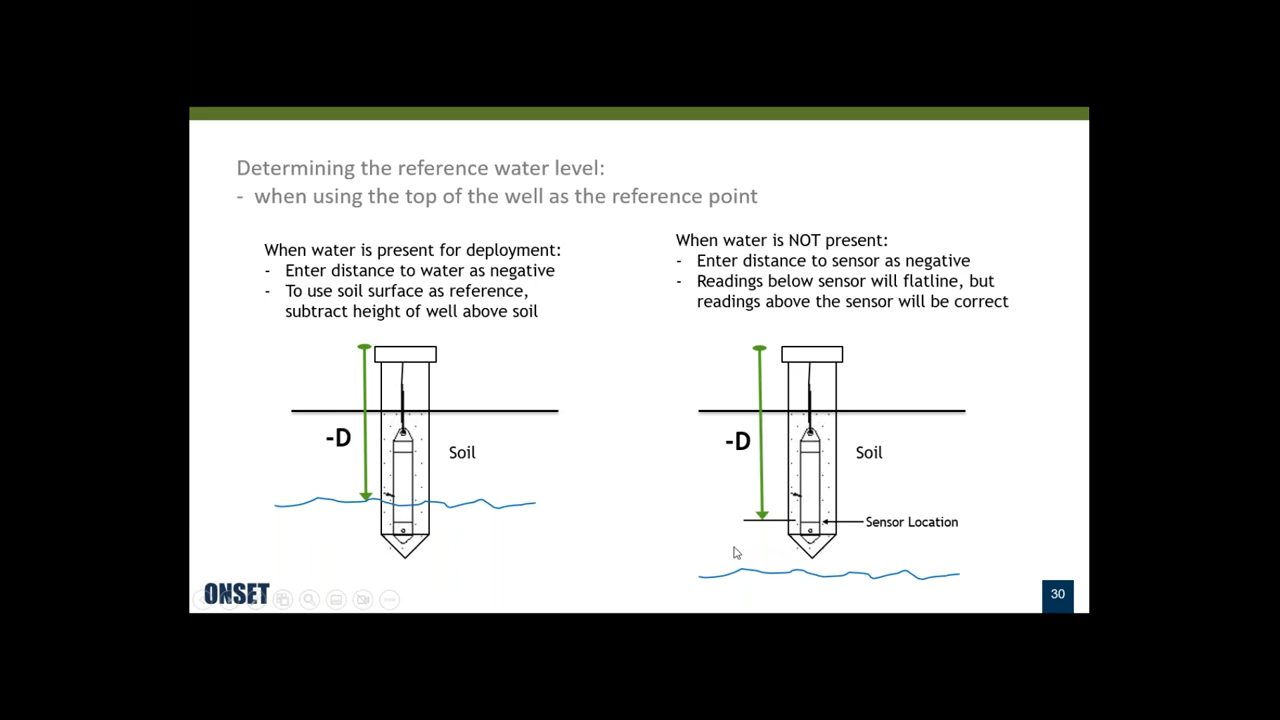 Determining the reference water level:
- when using the top of the well as the reference point
When water is present for deployment:
- Enter distance to water as negative
- To use soil surface as reference,
subtract height of well above soil
When water is NOT present:
- Enter distance to sensor as negative
- Readings below sensor will flatline, but
readings above the sensor will be correct
-D
Soil
-D
Soil
Sensor Location
ONSET
30